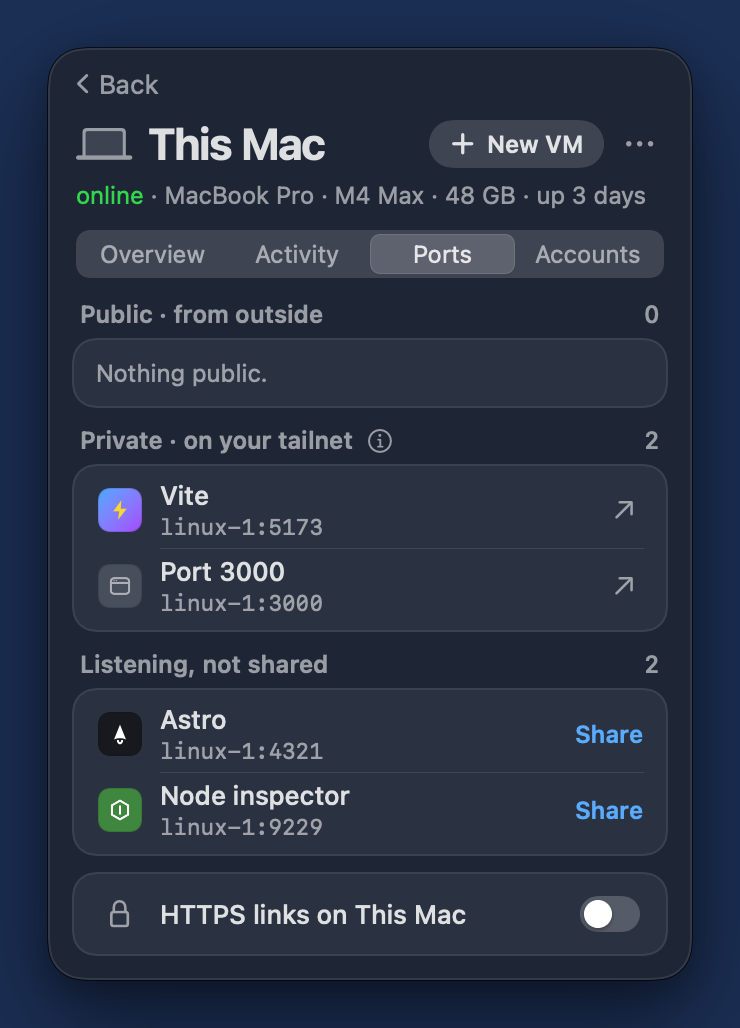 Back
This Mac
New VM
online · MacBook Pro · M4 Max · 48 GB · up 3 days
Overview Activity Ports Accounts
Public · from outside 0
Nothing public.
Private · on your tailnet 2
Vite
linux-1:5173
Port 3000
linux-1:3000
Listening, not shared 2
Astro
linux-1:4321
Share
Node inspector
linux-1:9229
Share
HTTPS links on This Mac